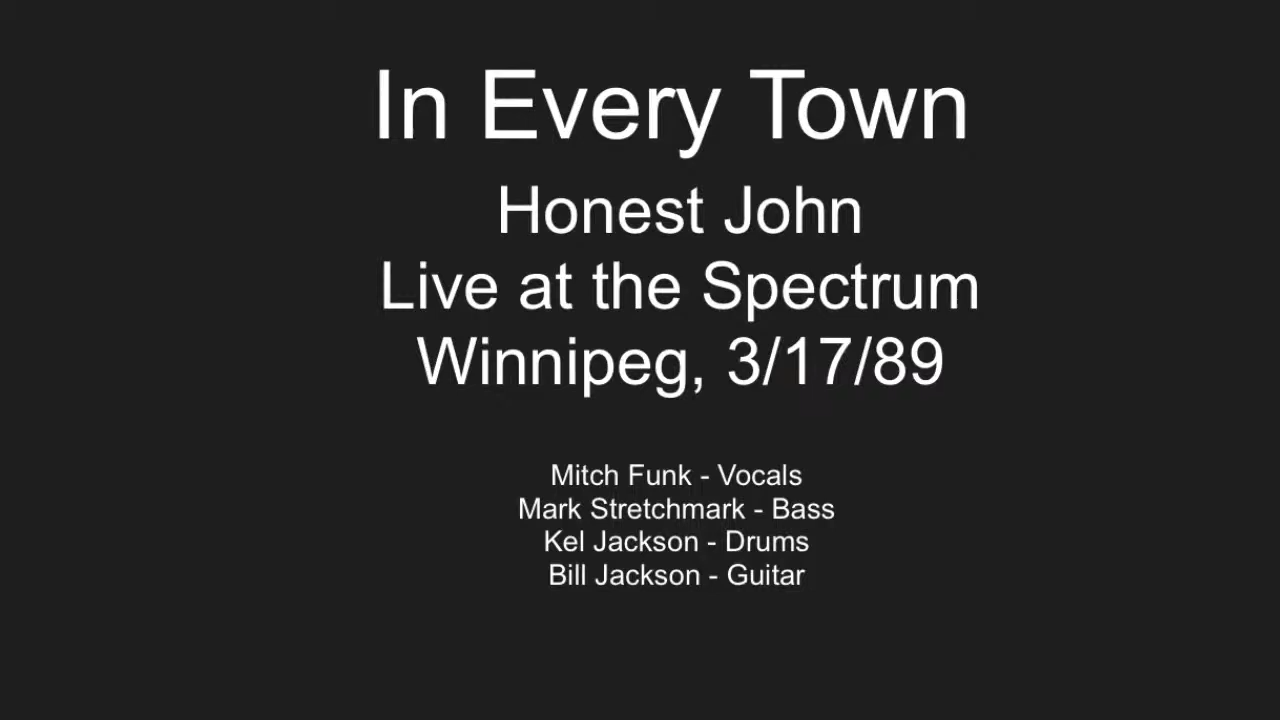 In Every Town
Honest John
Live at the Spectrum
Winnipeg, 3/17/89
Mitch Funk - Vocals
Mark Stretchmark - Bass
Kel Jackson - Drums
Bill Jackson - Guitar